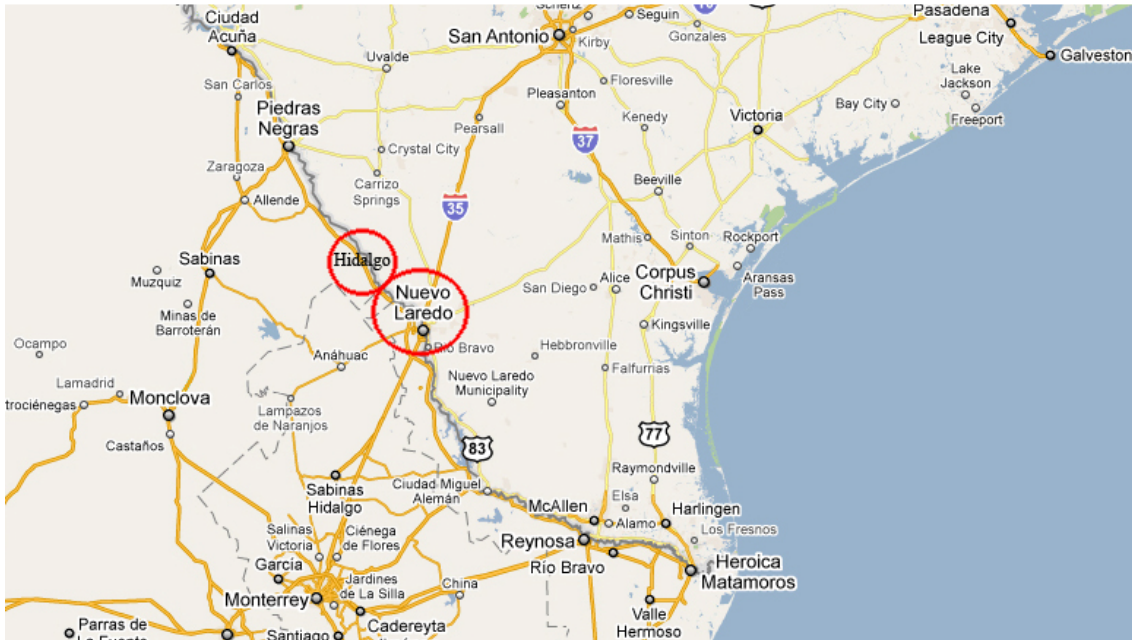 Ciudad
Acuña
San Antonio
Seguin
Kirby
Gonzales
Pasadena
League City
Galveston
Uvalde
San Carlos
Floresville
Lake
Jackson
Pleasanton
Bay City
Freeport
Piedras
Negras
Pearsall
Kenedy
Victoria
37
Crystal City
Zaragoza
Carrizo
Springs
Beeville
Allende
35
Mathis
Sinton
Rockport
Sabinas
Hidalgo
Muzquiz
Aransas
Pass
Corpus
Christi
San Diego
Alice
Nuevo
Laredo
Minas de
Barroterán
Kingsville
Ocampo
Anáhuac
Río Bravo
Hebbronville
Falfurrias
Nuevo Laredo
Municipality
Lamadrid
trociénegas
Monclova
Lampazos
de Naranjos
Castaños
83
77
Raymondville
Sabinas
Hidalgo
Ciudad Miguel
Alemán
McAllen
Elsa
Alamo
Harlingen
Los Fresnos
Salinas
Victoria
Ciénega
de Flores
Reynosa
Río Bravo
Heroica
Matamoros
García
Jardines
de La Silla
China
Monterrey
Cadereyta
Valle
Hermoso
Parras de
La Fuente
Santiago